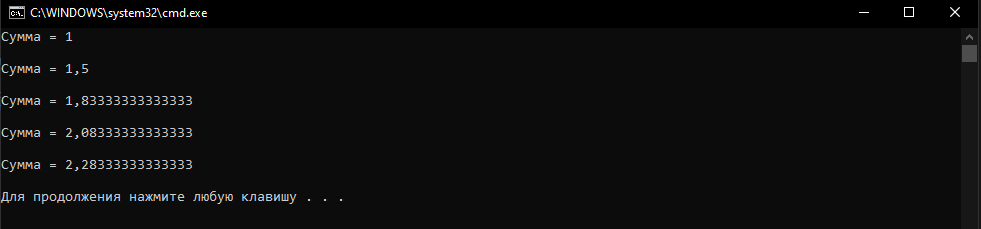 C:\WINDOWS\system32\cmd.exe
Сумма = 1
Сумма = 1,5
Сумма = 1,83333333333333
Сумма = 2,08333333333333
Сумма = 2,28333333333333
Для продолжения нажмите любую клавишу . . .